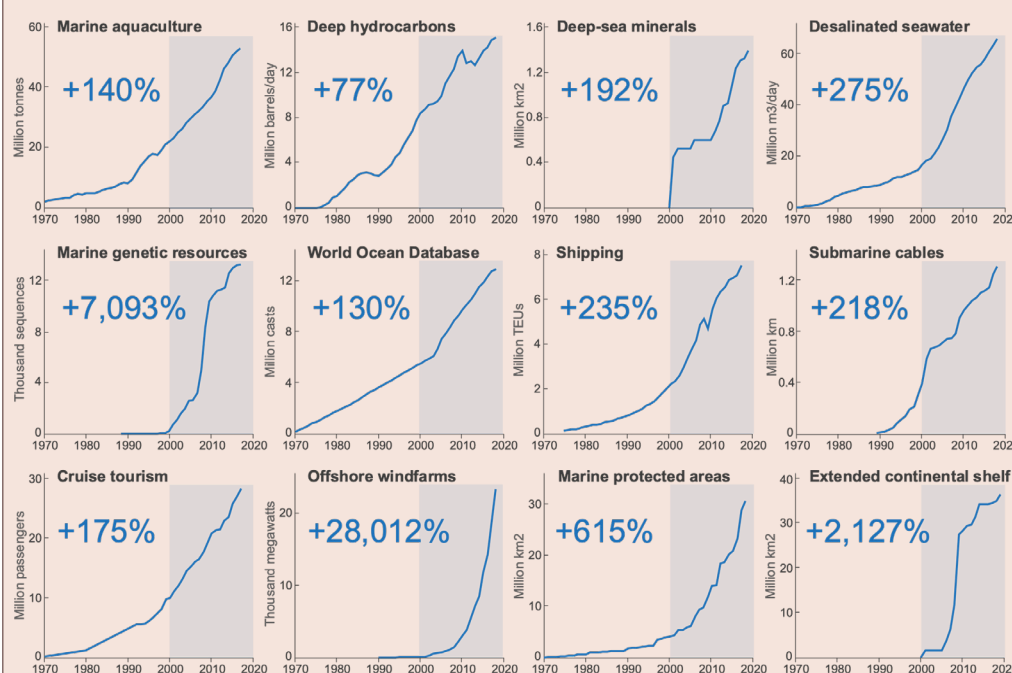 Marine aquaculture
+140%
Million tonnes
60
40
20
0
1970 1980 1990 2000 2010 2020
Deep hydrocarbons
+77%
Million barrels/day
16
12
8
4
0
1970 1980 1990 2000 2010 2020
Deep-sea minerals
+192%
Million km2
1.6
1.2
0.8
0.4
0
1970 1980 1990 2000 2010 2020
Desalinated seawater
+275%
Million m3/day
60
40
20
0
1970 1980 1990 2000 2010 2020
Marine genetic resources
+7,093%
Thousand sequences
12
8
4
0
1970 1980 1990 2000 2010 2020
World Ocean Database
+130%
Million casts
12
8
4
0
1970 1980 1990 2000 2010 2020
Shipping
+235%
Million TEUs
8
6
4
2
0
1970 1980 1990 2000 2010 2020
Submarine cables
+218%
Million km
1.2
0.8
0.4
0
1970 1980 1990 2000 2010 2020
Cruise tourism
+175%
Million passengers
30
20
10
0
1970 1980 1990 2000 2010 2020
Offshore windfarms
+28,012%
Thousand megawatts
20
10
0
1970 1980 1990 2000 2010 2020
Marine protected areas
+615%
Million km2
30
20
10
0
1970 1980 1990 2000 2010 2020
Extended continental shelf
+2,127%
Million km2
40
30
20
10
0
1970 1980 1990 2000 2010 202